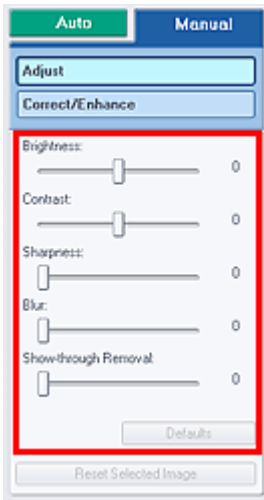 Auto Manual
Adjust
Correct/Enhance
Brightness:
0
Contrast:
0
Sharpness:
0
Blur:
0
Show-through Removal:
0
Defaults
Reset Selected Image